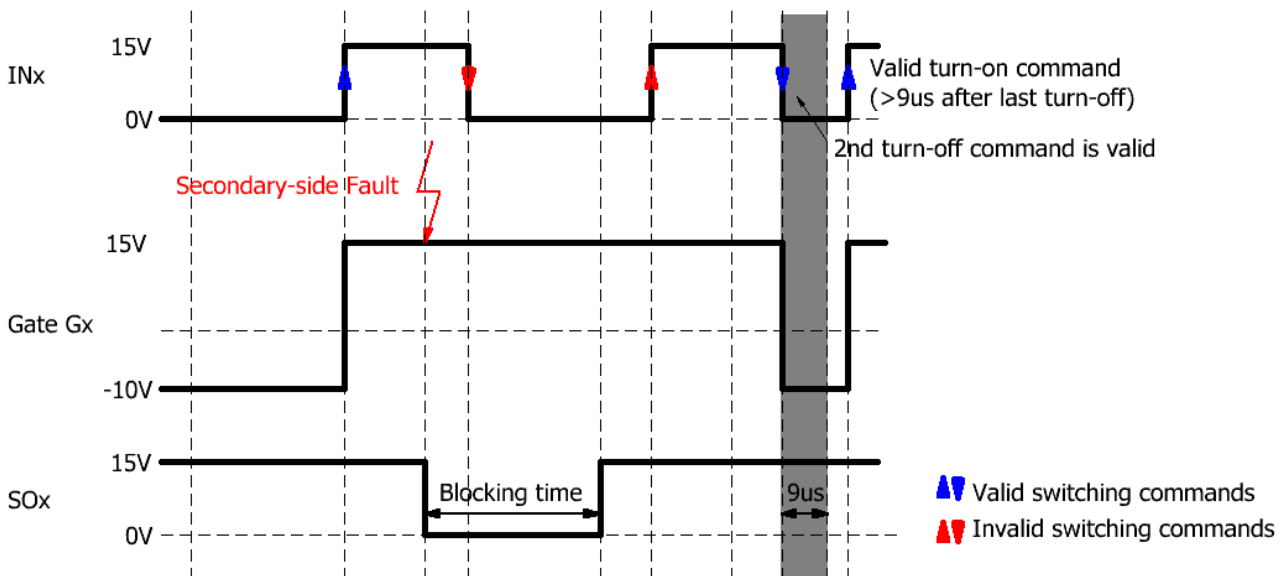 15V
INx
Valid turn-on command
(>9us after last turn-off)
0V
2nd turn-off command is valid
Secondary-side Fault
15V
Gate Gx
-10V
15V
Blocking time
9us
SOx
Valid switching commands
0V
Invalid switching commands